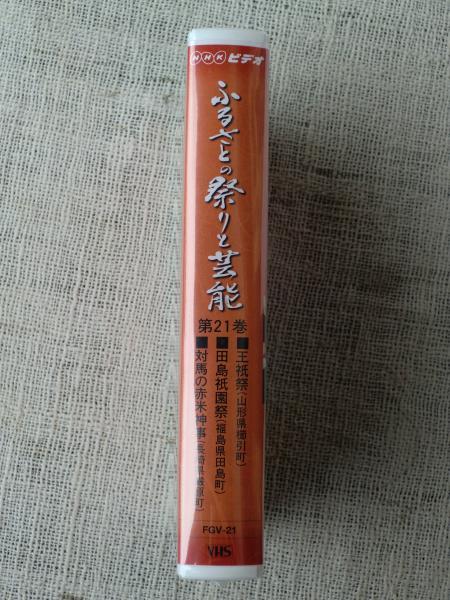 NHKビデオ
ふるさとの祭りと芸能
第21巻
■王祇祭(山形県櫛引町)
■田島祇園祭(福島県田島町)
■対馬の赤米神事(長崎県厳原町)
FGV-21
VHS